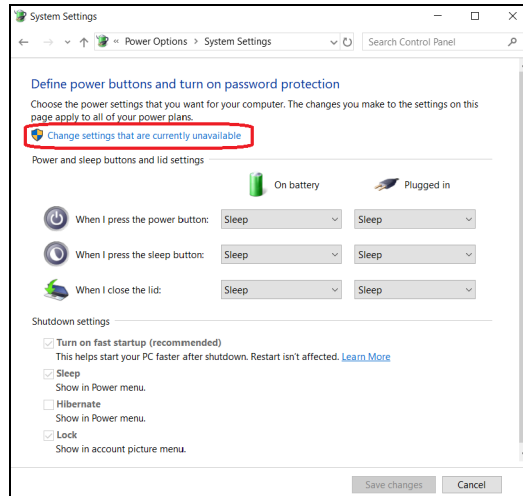 System Settings
« Power Options > System Settings
Search Control Panel
Define power buttons and turn on password protection
Choose the power settings that you want for your computer. The changes you make to the settings on this
page apply to all of your power plans.
Change settings that are currently unavailable
Power and sleep buttons and lid settings
On battery Plugged in
When I press the power button: Sleep Sleep
When I press the sleep button: Sleep Sleep
When I close the lid: Sleep Sleep
Shutdown settings
Turn on fast startup (recommended)
This helps start your PC faster after shutdown. Restart isn't affected. Learn More
Sleep
Show in Power menu.
Hibernate
Show in Power menu.
Lock
Show in account picture menu.
Save changes Cancel